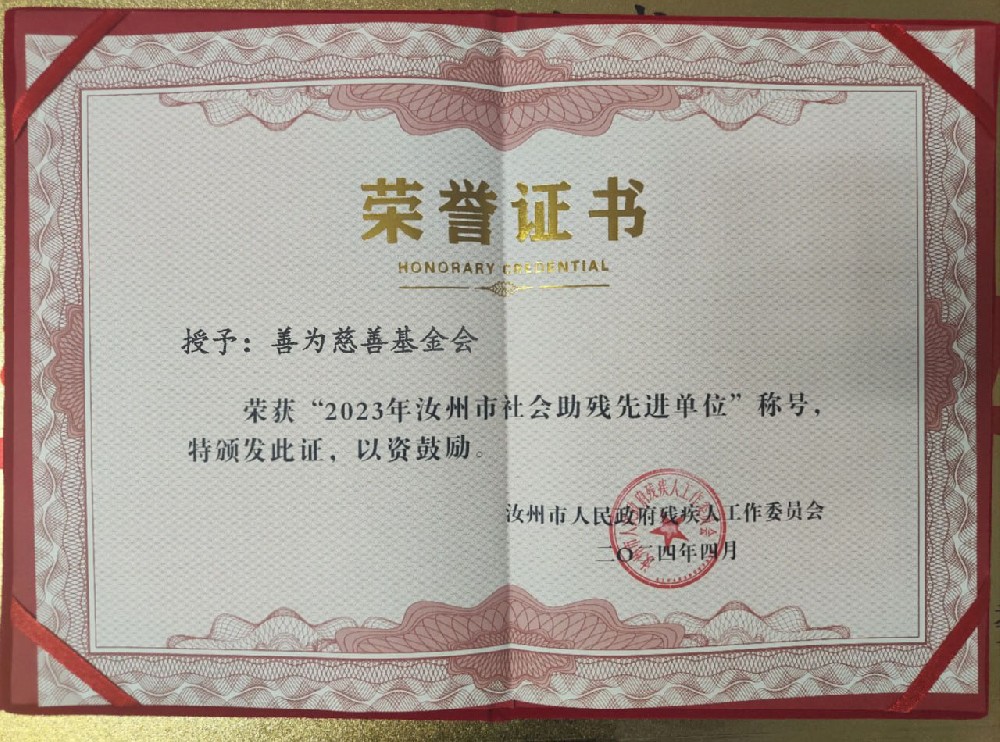 荣誉证书
HONORARY CREDENTIAL
授予：善为慈善基金会
荣获“2023年汝州市社会助残先进单位”称号，
特颁发此证，以资鼓励。
汝州市人民政府残疾人工作委员会
二〇二四年四月